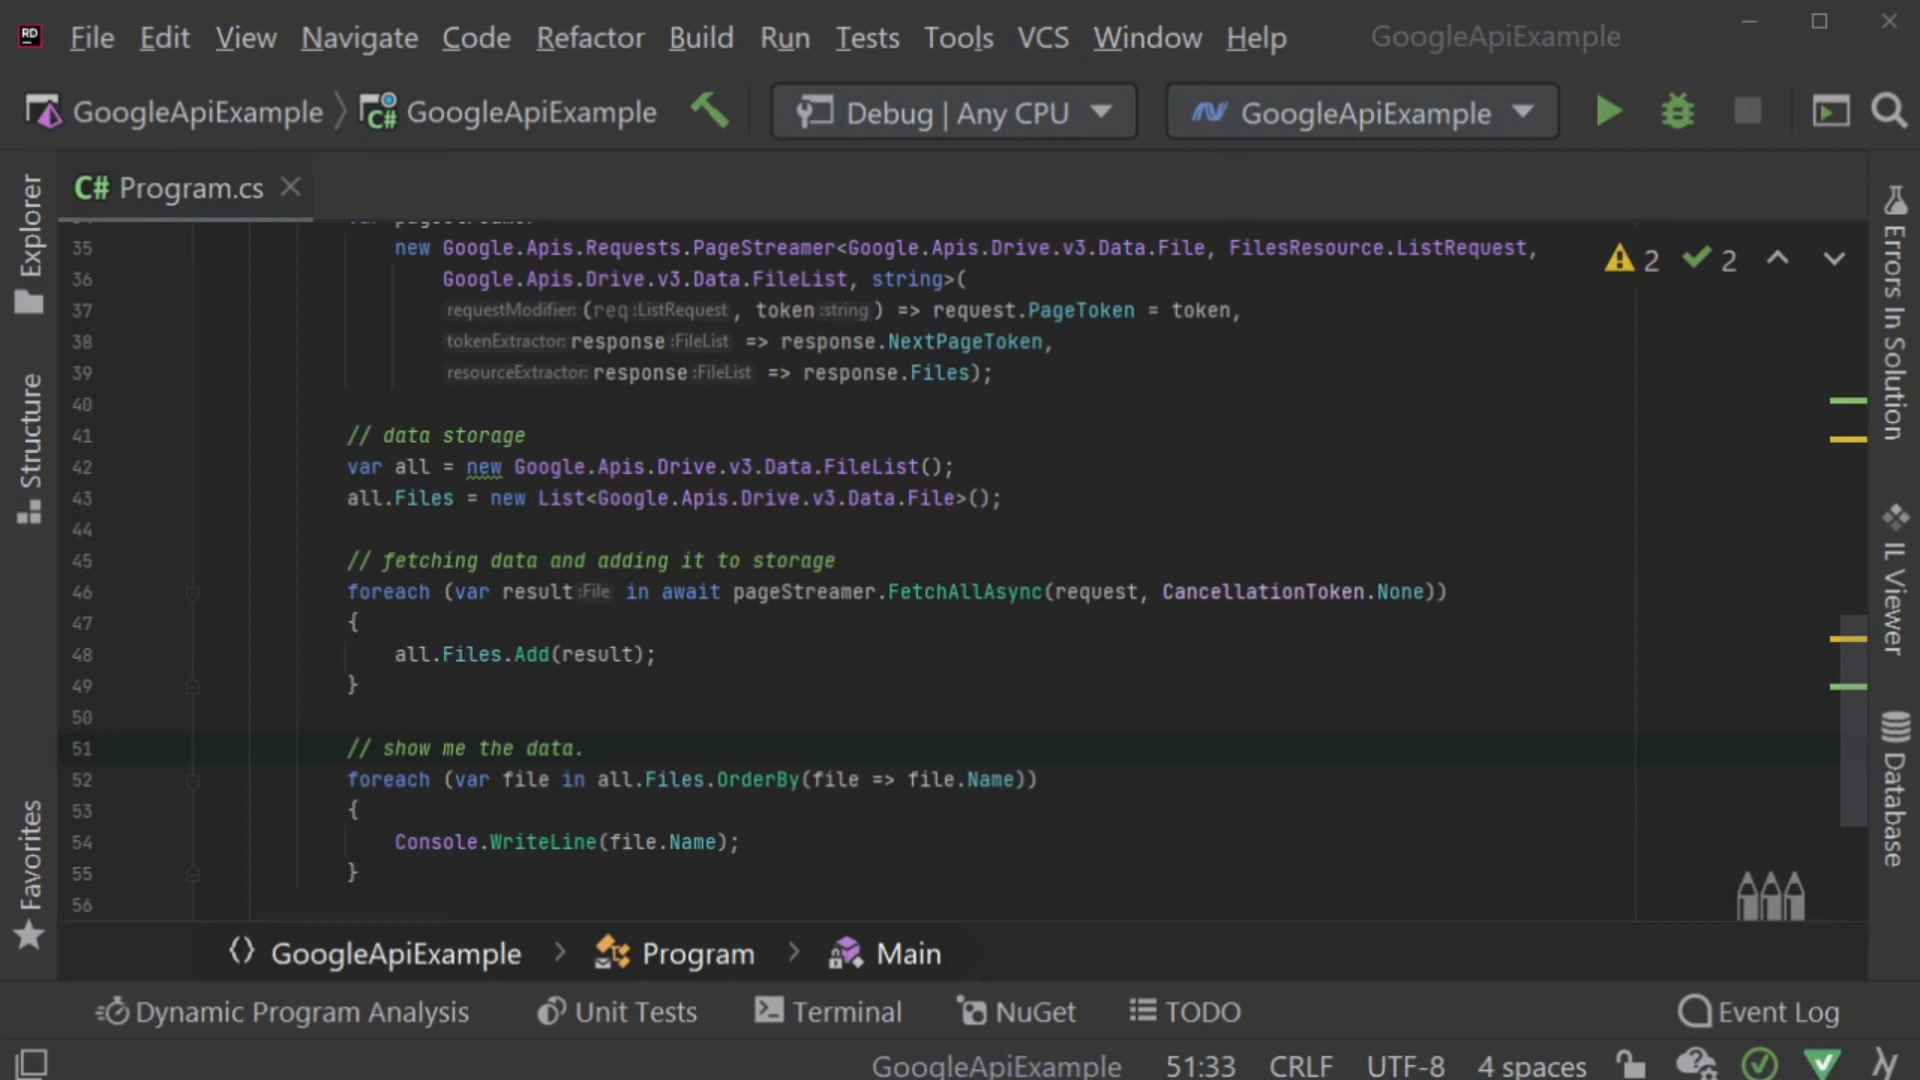 RD File Edit View Navigate Code Refactor Build Run Tests Tools VCS Window Help GoogleApiExample
GoogleApiExample C# GoogleApiExample Debug | Any CPU GoogleApiExample
C# Program.cs
35 new Google.Apis.Requests.PageStreamer<Google.Apis.Drive.v3.Data.File, FilesResource.ListRequest,
36 Google.Apis.Drive.v3.Data.FileList, string>(
37 requestModifier: (req :ListRequest , token :string ) => request.PageToken = token,
38 tokenExtractor: response :FileList => response.NextPageToken,
39 resourceExtractor: response :FileList => response.Files);
40
41 // data storage
42 var all = new Google.Apis.Drive.v3.Data.FileList();
43 all.Files = new List<Google.Apis.Drive.v3.Data.File>();
44
45 // fetching data and adding it to storage
46 foreach (var result :File in await pageStreamer.FetchAllAsync(request, CancellationToken.None))
47 {
48 all.Files.Add(result);
49 }
50
51 // show me the data.
52 foreach (var file in all.Files.OrderBy(file => file.Name))
53 {
54 Console.WriteLine(file.Name);
55 }
56
2 2
Explorer
Structure
Favorites
Errors In Solution
IL Viewer
Database
GoogleApiExample Program Main
Dynamic Program Analysis Unit Tests Terminal NuGet TODO Event Log
GoogleApiExample 51:33 CRLF UTF-8 4 spaces